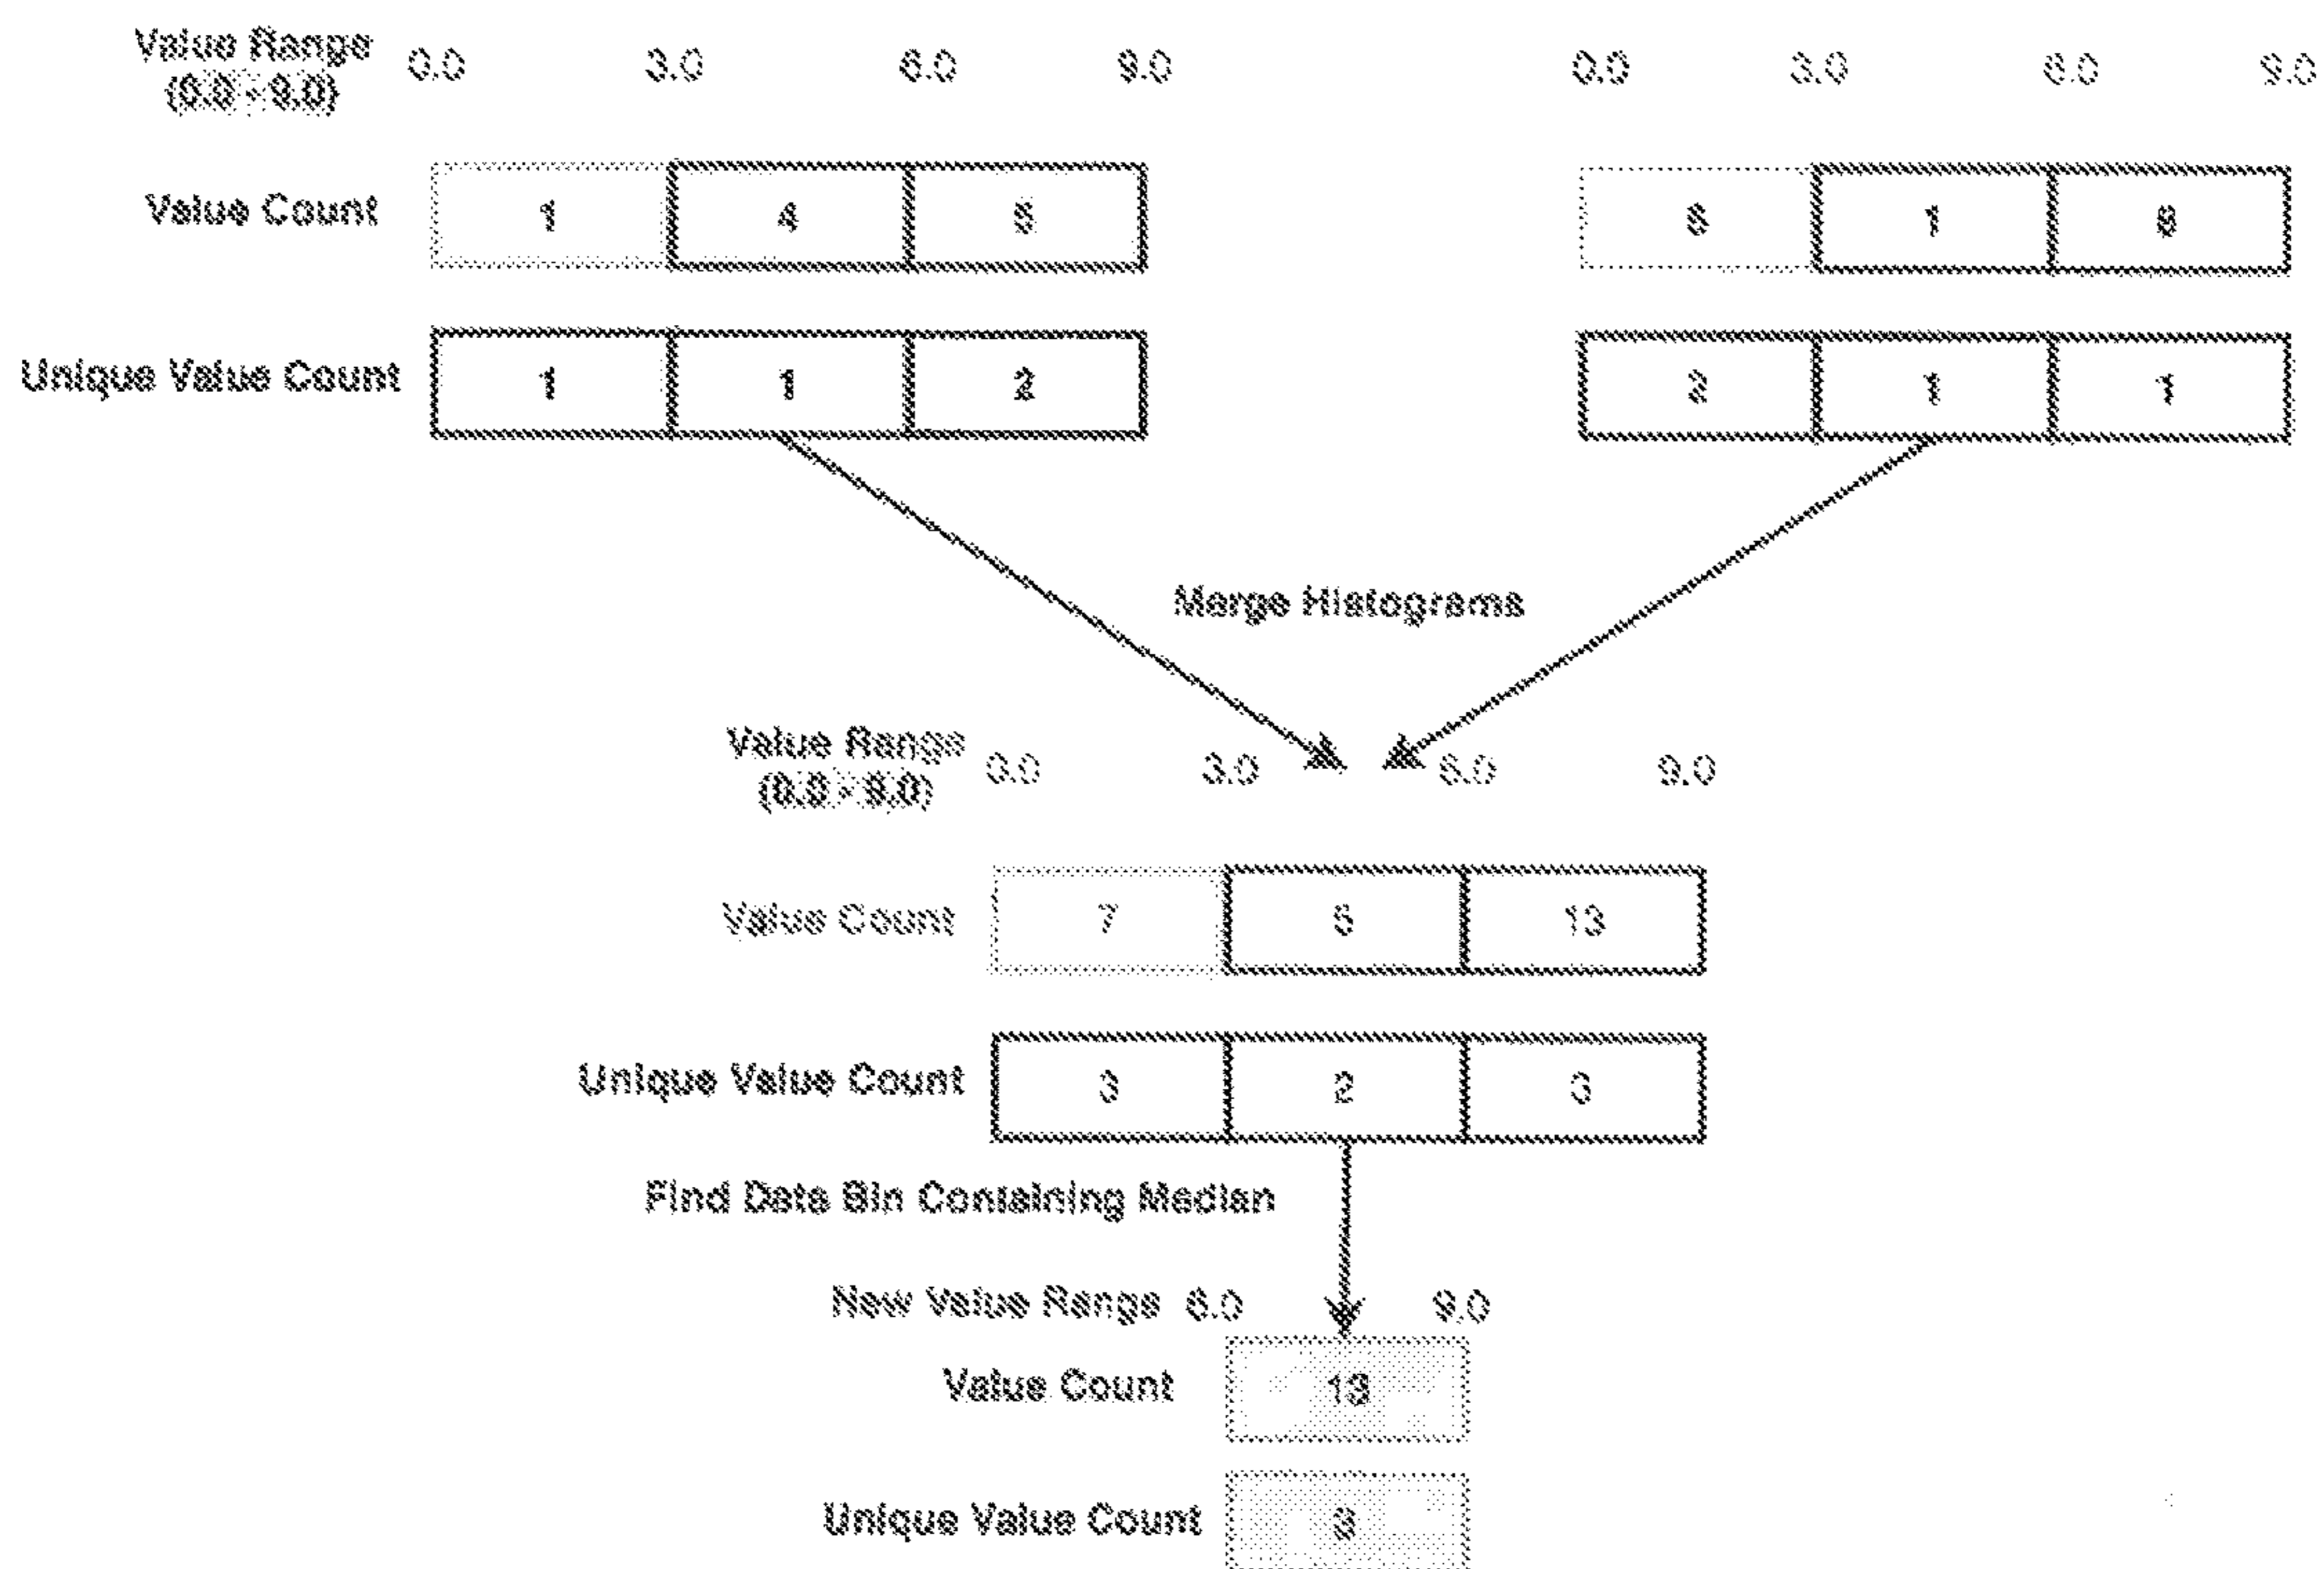 Value Range
(0.0 - 9.0)
0.0 3.0 6.0 9.0
0.0 3.0 6.0 9.0
Value Count 1 4 5
6 1 8
Unique Value Count 1 1 2
2 1 1
Merge Histograms
Value Range
(0.0 - 9.0)
0.0 3.0 6.0 9.0
Value Count 7 5 13
Unique Value Count 3 2 3
Find Data Bin Containing Median
New Value Range 6.0 9.0
Value Count 13
Unique Value Count 3